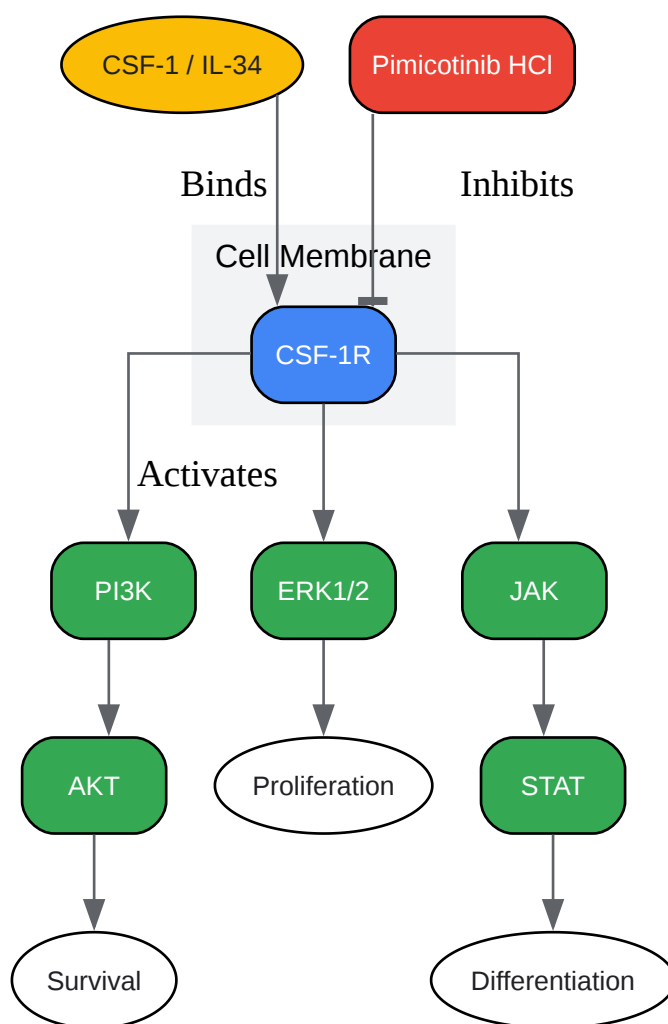 CSF-1 / IL-34
Pimicotinib HCl
Binds
Inhibits
Cell Membrane
CSF-1R
Activates
PI3K
ERK1/2
JAK
AKT
Proliferation
STAT
Survival
Differentiation